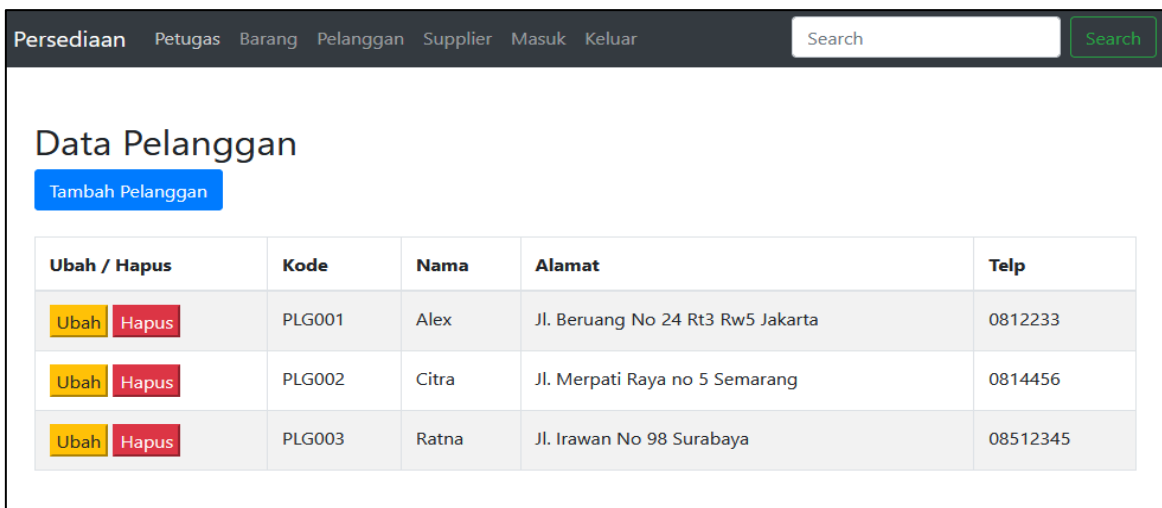 Persediaan Petugas Barang Pelanggan Supplier Masuk Keluar Search Search
Data Pelanggan
Tambah Pelanggan
Ubah / Hapus Kode Nama Alamat Telp
Ubah Hapus PLG001 Alex Jl. Beruang No 24 Rt3 Rw5 Jakarta 0812233
Ubah Hapus PLG002 Citra Jl. Merpati Raya no 5 Semarang 0814456
Ubah Hapus PLG003 Ratna Jl. Irawan No 98 Surabaya 08512345